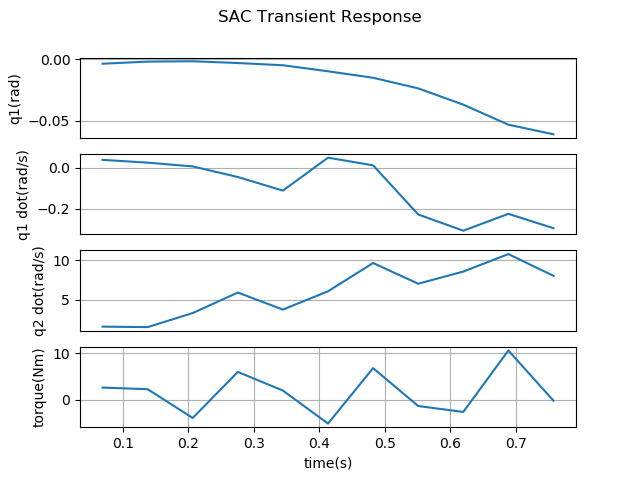 SAC Transient Response
0.00
−0.05
q1(rad)
0.0
−0.2
q1 dot(rad/s)
10
5
q2 dot(rad/s)
10
0
torque(Nm)
0.1 0.2 0.3 0.4 0.5 0.6 0.7
time(s)